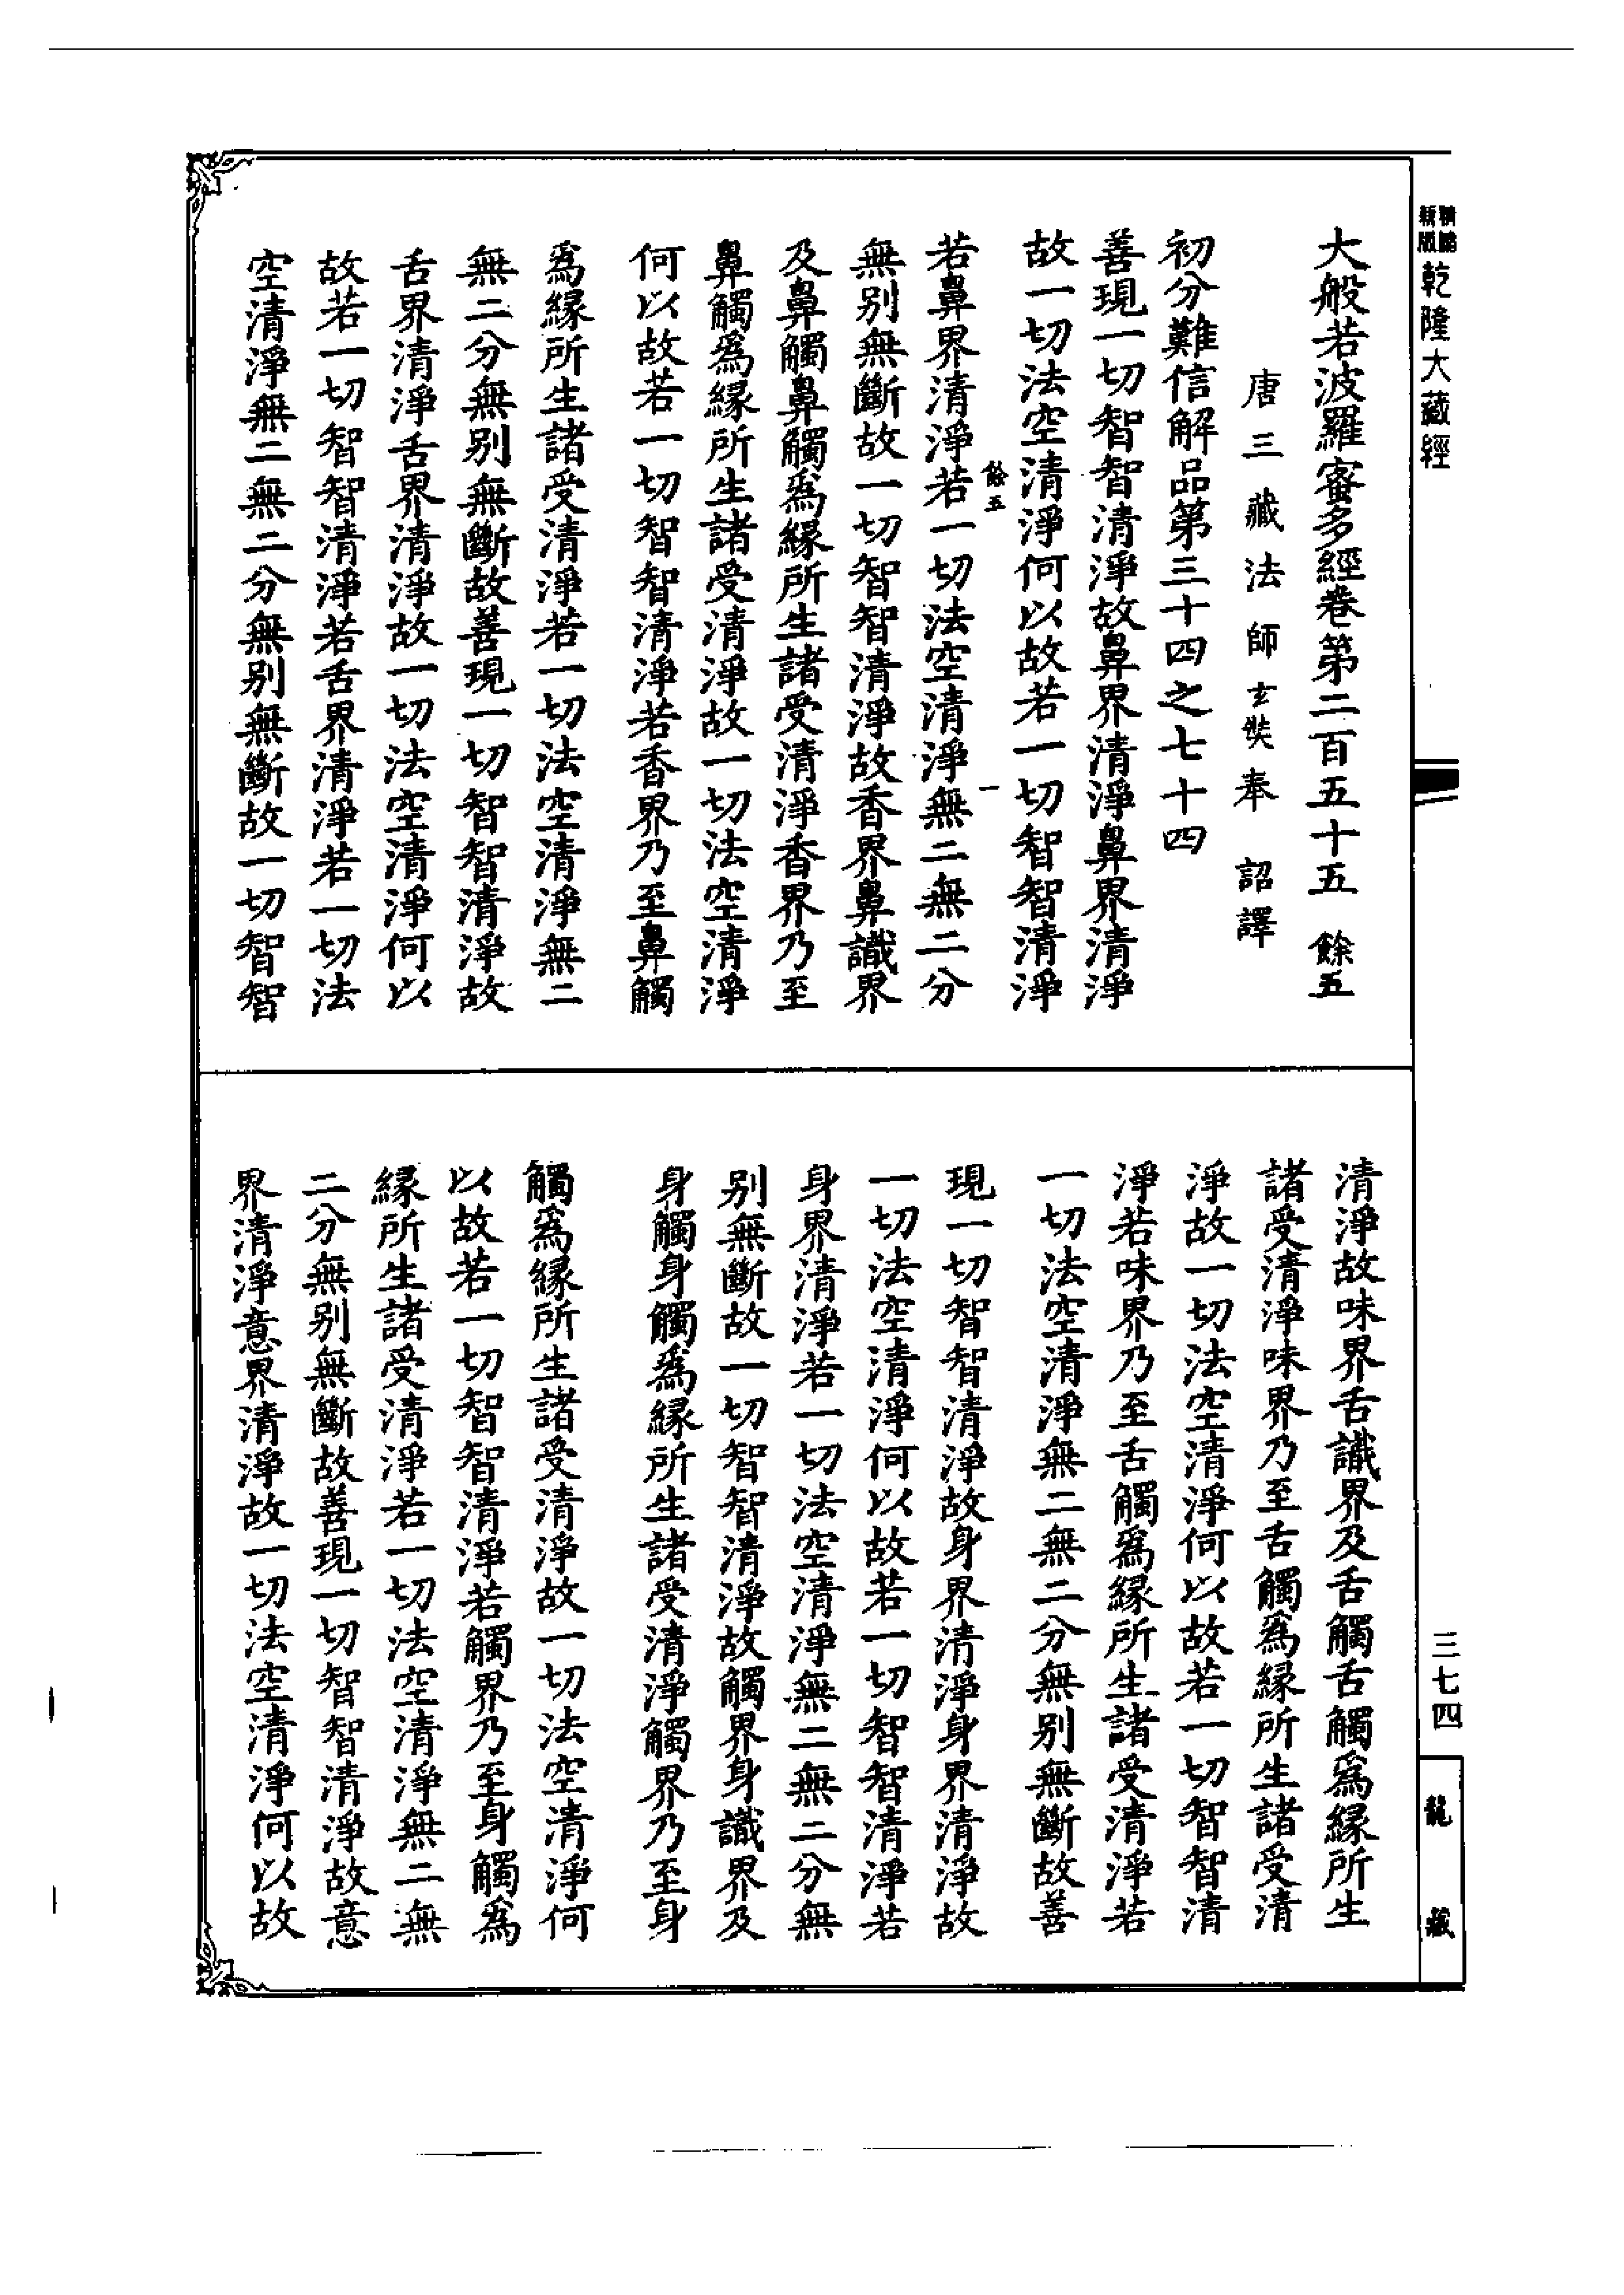 新版
精縮
乾隆大藏經
大般若波羅蜜多經卷第二百五十五 餘五
唐三藏法師玄奘奉 詔譯
初分難信解品第三十四之七十四
善現一切智智清淨故鼻界清淨鼻界清淨
故一切法空清淨何以故若一切智智清淨
餘五 一
若鼻界清淨若一切法空清淨無二無二分
無別無斷故一切智智清淨故香界鼻識界
及鼻觸鼻觸爲緣所生諸受清淨香界乃至
鼻觸爲緣所生諸受清淨故一切法空清淨
何以故若一切智智清淨若香界乃至鼻觸
爲緣所生諸受清淨若一切法空清淨無二
無二分無別無斷故善現一切智智清淨故
舌界清淨舌界清淨故一切法空清淨何以
故若一切智智清淨若舌界清淨若一切法
空清淨無二無二分無別無斷故一切智智
清淨故味界舌識界及舌觸舌觸爲緣所生
諸受清淨味界乃至舌觸爲緣所生諸受清
淨故一切法空清淨何以故若一切智智清
淨若味界乃至舌觸爲緣所生諸受清淨若
一切法空清淨無二無二分無別無斷故善
現一切智智清淨故身界清淨身界清淨故
一切法空清淨何以故若一切智智清淨若
身界清淨若一切法空清淨無二無二分無
別無斷故一切智智清淨故觸界身識界及
身觸身觸爲緣所生諸受清淨觸界乃至身
觸爲緣所生諸受清淨故一切法空清淨何
以故若一切智智清淨若觸界乃至身觸爲
緣所生諸受清淨若一切法空清淨無二無
二分無別無斷故善現一切智智清淨故意
界清淨意界清淨故一切法空清淨何以故
三七四
龍藏